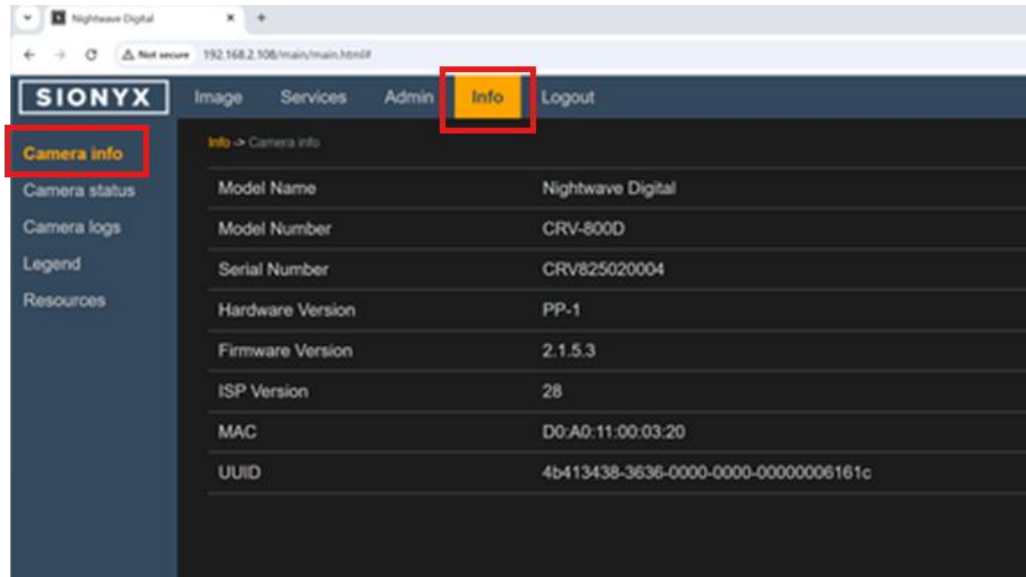 Nightwave Digital
Not secure 192.168.2.108/main/main.html#
SIONYX Image Services Admin Info Logout
Camera info
Camera status
Camera logs
Legend
Resources
Info -> Camera info
Model Name Nightwave Digital
Model Number CRV-800D
Serial Number CRV825020004
Hardware Version PP-1
Firmware Version 2.1.5.3
ISP Version 28
MAC D0:A0:11:00:03:20
UUID 4b413438-3636-0000-0000-00000006161c